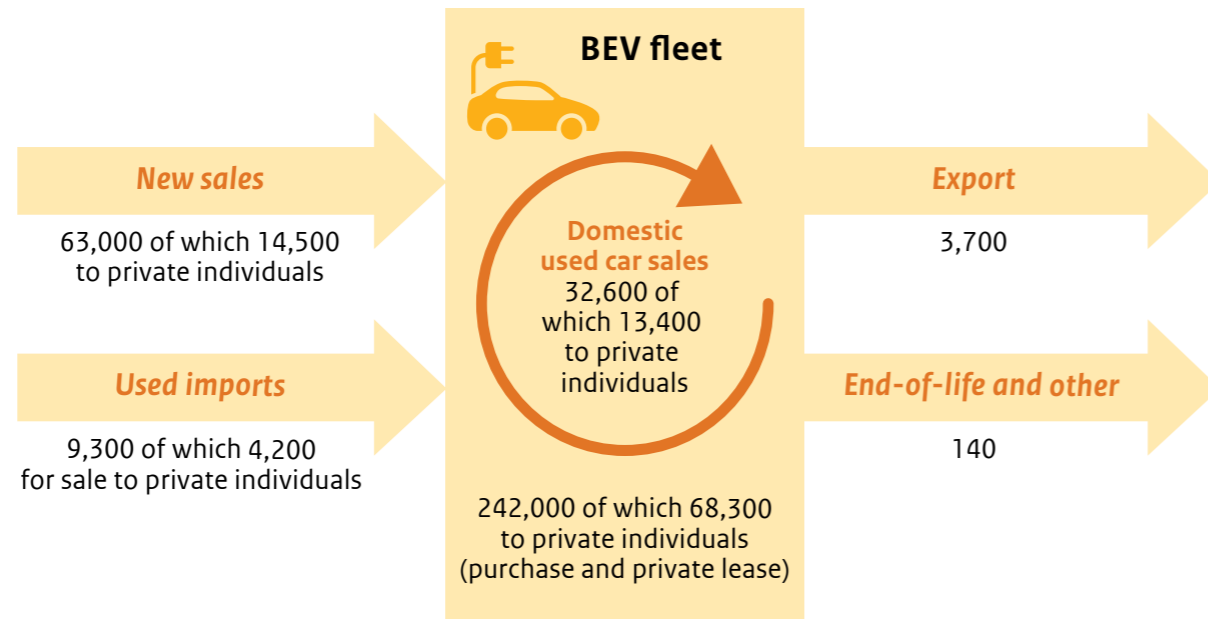 BEV fleet
New sales
63,000 of which 14,500
to private individuals
Used imports
9,300 of which 4,200
for sale to private individuals
Domestic
used car sales
32,600 of
which 13,400
to private
individuals
242,000 of which 68,300
to private individuals
(purchase and private lease)
Export
3,700
End-of-life and other
140